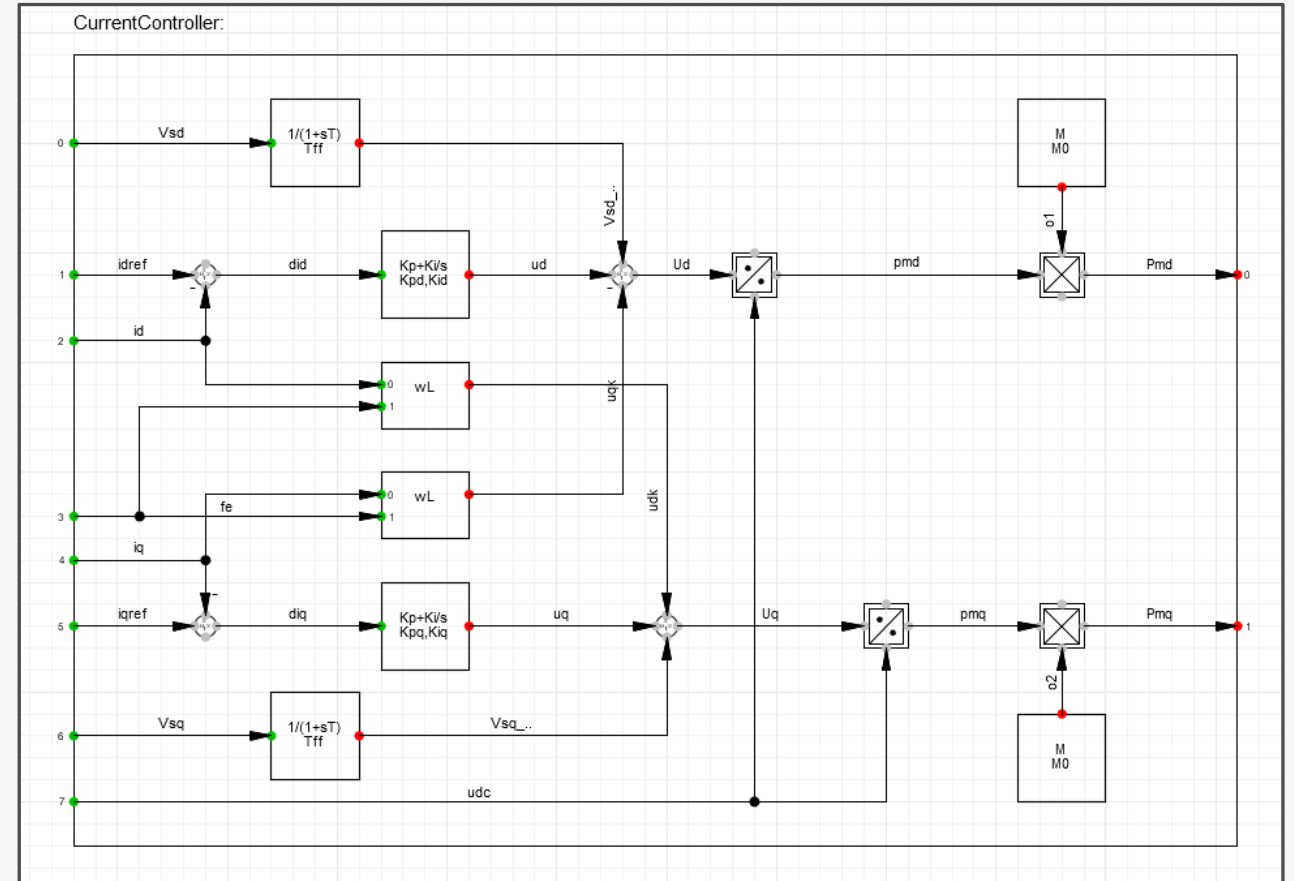 CurrentController:
0
Vsd
1/(1+sT)
Tff
M
M0
Vsd_..
o1
1
idref
-
did
Kp+Ki/s
Kpd,Kid
ud
-
Ud
pmd
Pmd
0
2
id
0
wL
1
uqk
3
fe
0
wL
1
udk
4
iq
-
5
iqref
diq
Kp+Ki/s
Kpq,Kiq
uq
Uq
pmq
Pmq
1
o2
6
Vsq
1/(1+sT)
Tff
Vsq_..
M
M0
7
udc